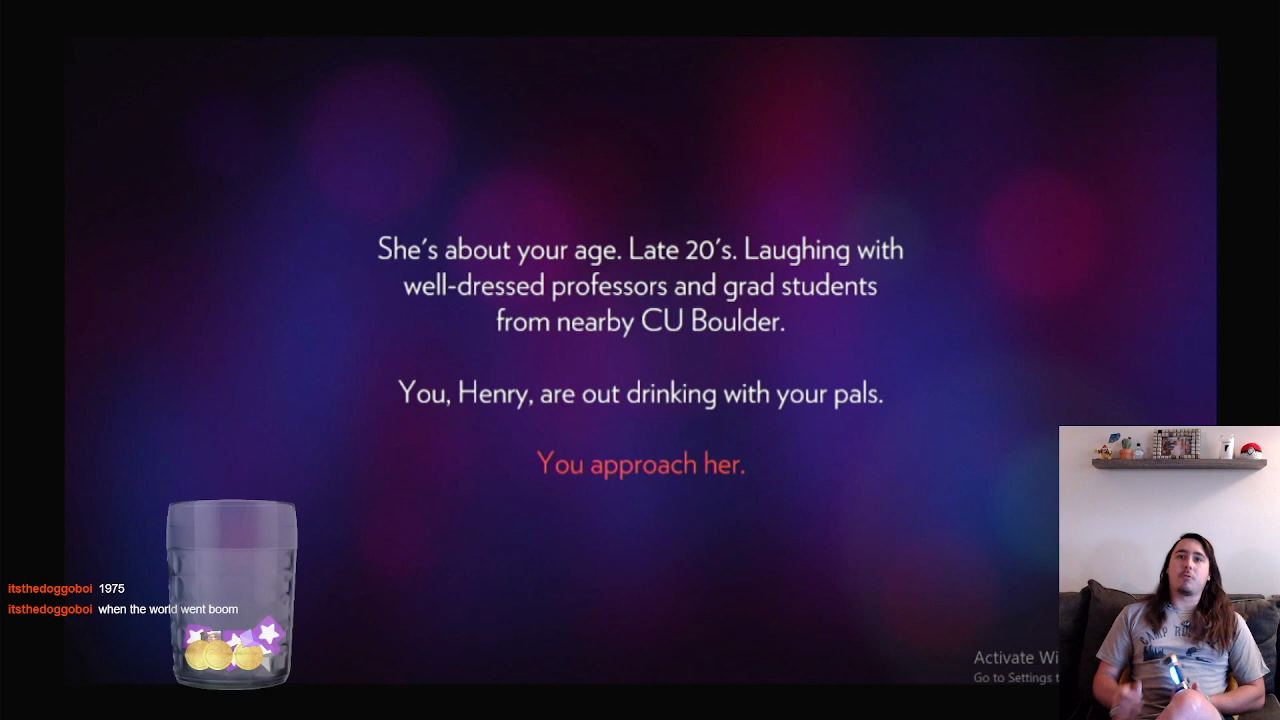 She's about your age. Late 20's. Laughing with
well-dressed professors and grad students
from nearby CU Boulder.
You, Henry, are out drinking with your pals.
You approach her.
itsthedoggoboi 1975
itsthedoggoboi when the world went boom
Activate Wi
Go to Settings t
CAMP